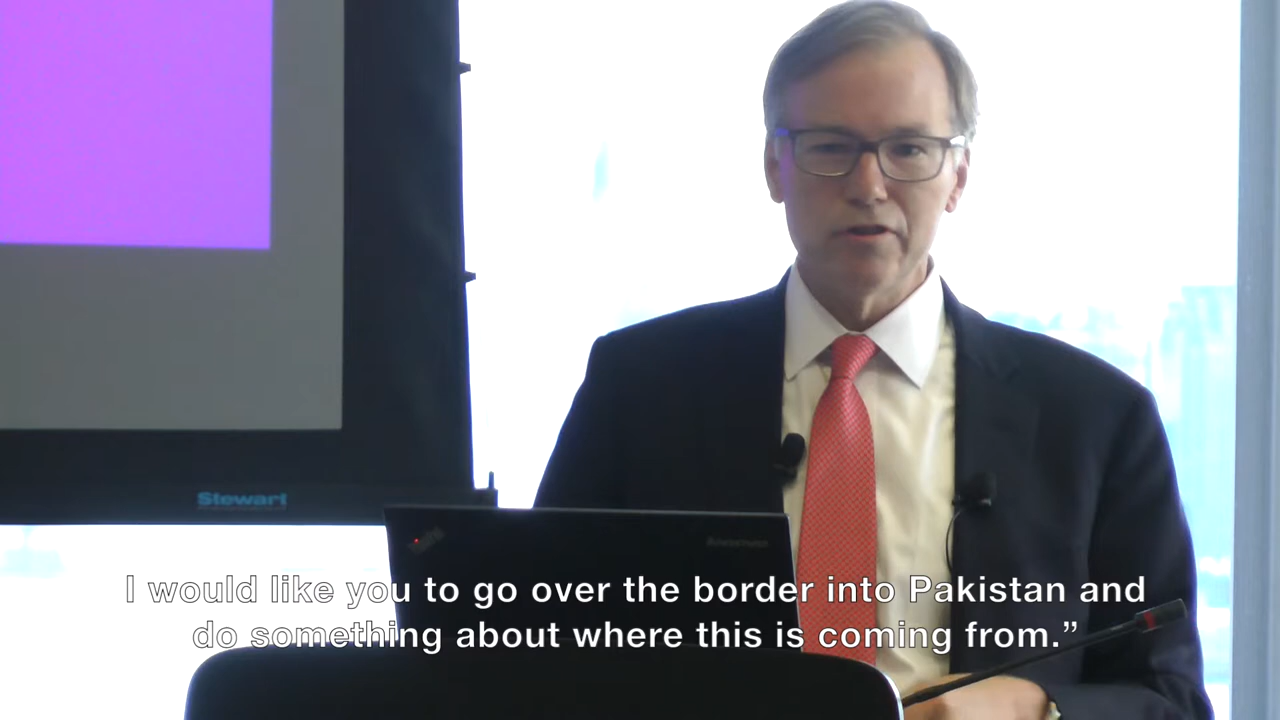 Stewart
I would like you to go over the border into Pakistan and
do something about where this is coming from.”